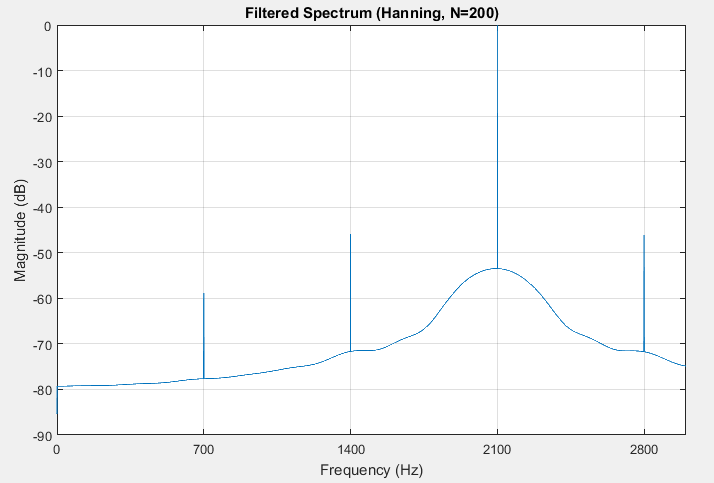 Filtered Spectrum (Hanning, N=200)
Magnitude (dB)
0
-10
-20
-30
-40
-50
-60
-70
-80
-90
0 700 1400 2100 2800
Frequency (Hz)